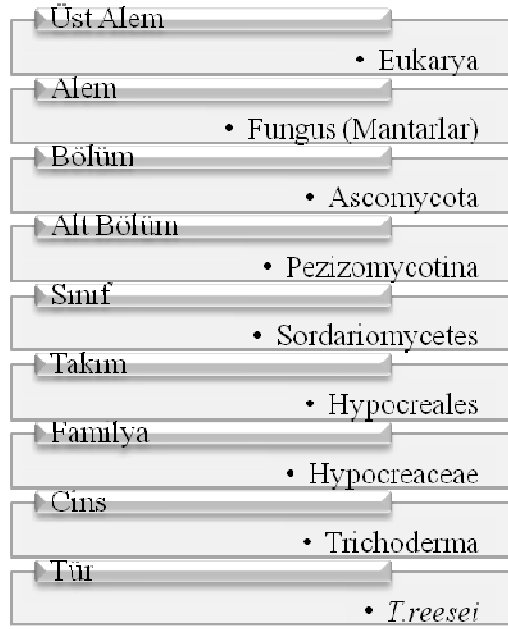 Üst Alem
• Eukarya
Alem
• Fungus (Mantarlar)
Bölüm
• Ascomycota
Alt Bölüm
• Pezizomycotina
Sınıf
• Sordariomycetes
Takım
• Hypocreales
Familya
• Hypocreaceae
Cins
• Trichoderma
Tür
• T.reesei